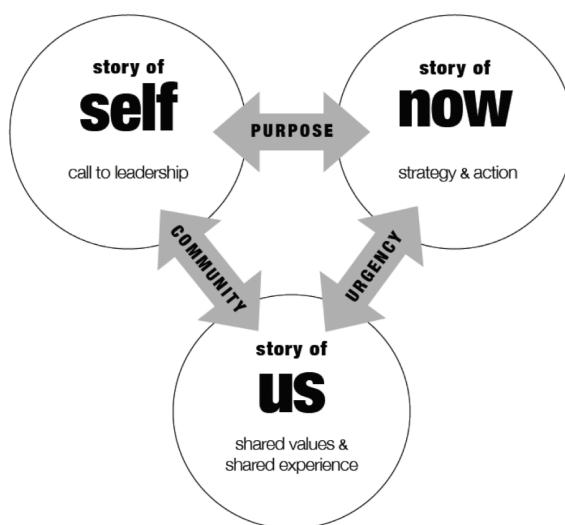 story of
self
call to leadership
PURPOSE
story of
now
strategy & action
COMMUNITY
URGENCY
story of
us
shared values &
shared experience